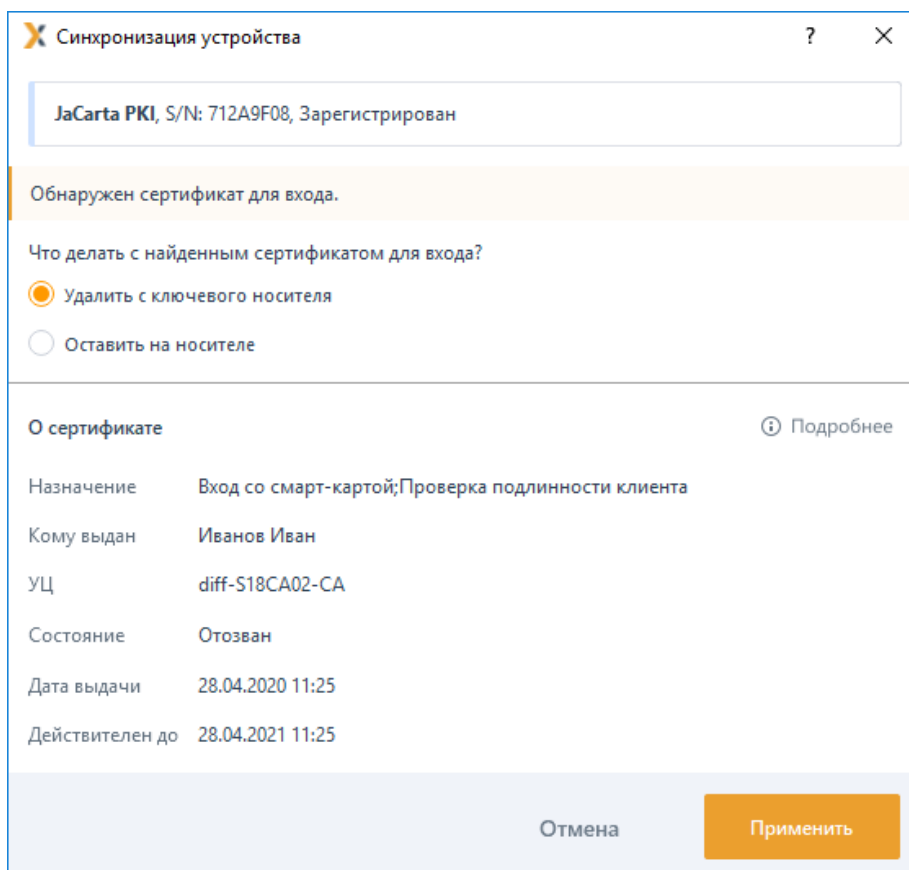 Синхронизация устройства ?
JaCarta PKI, S/N: 712A9F08, Зарегистрирован
Обнаружен сертификат для входа.
Что делать с найденным сертификатом для входа?
Удалить с ключевого носителя
Оставить на носителе
О сертификате Подробнее
Назначение Вход со смарт-картой;Проверка подлинности клиента
Кому выдан Иванов Иван
УЦ diff-S18CA02-CA
Состояние Отозван
Дата выдачи 28.04.2020 11:25
Действителен до 28.04.2021 11:25
Отмена Применить